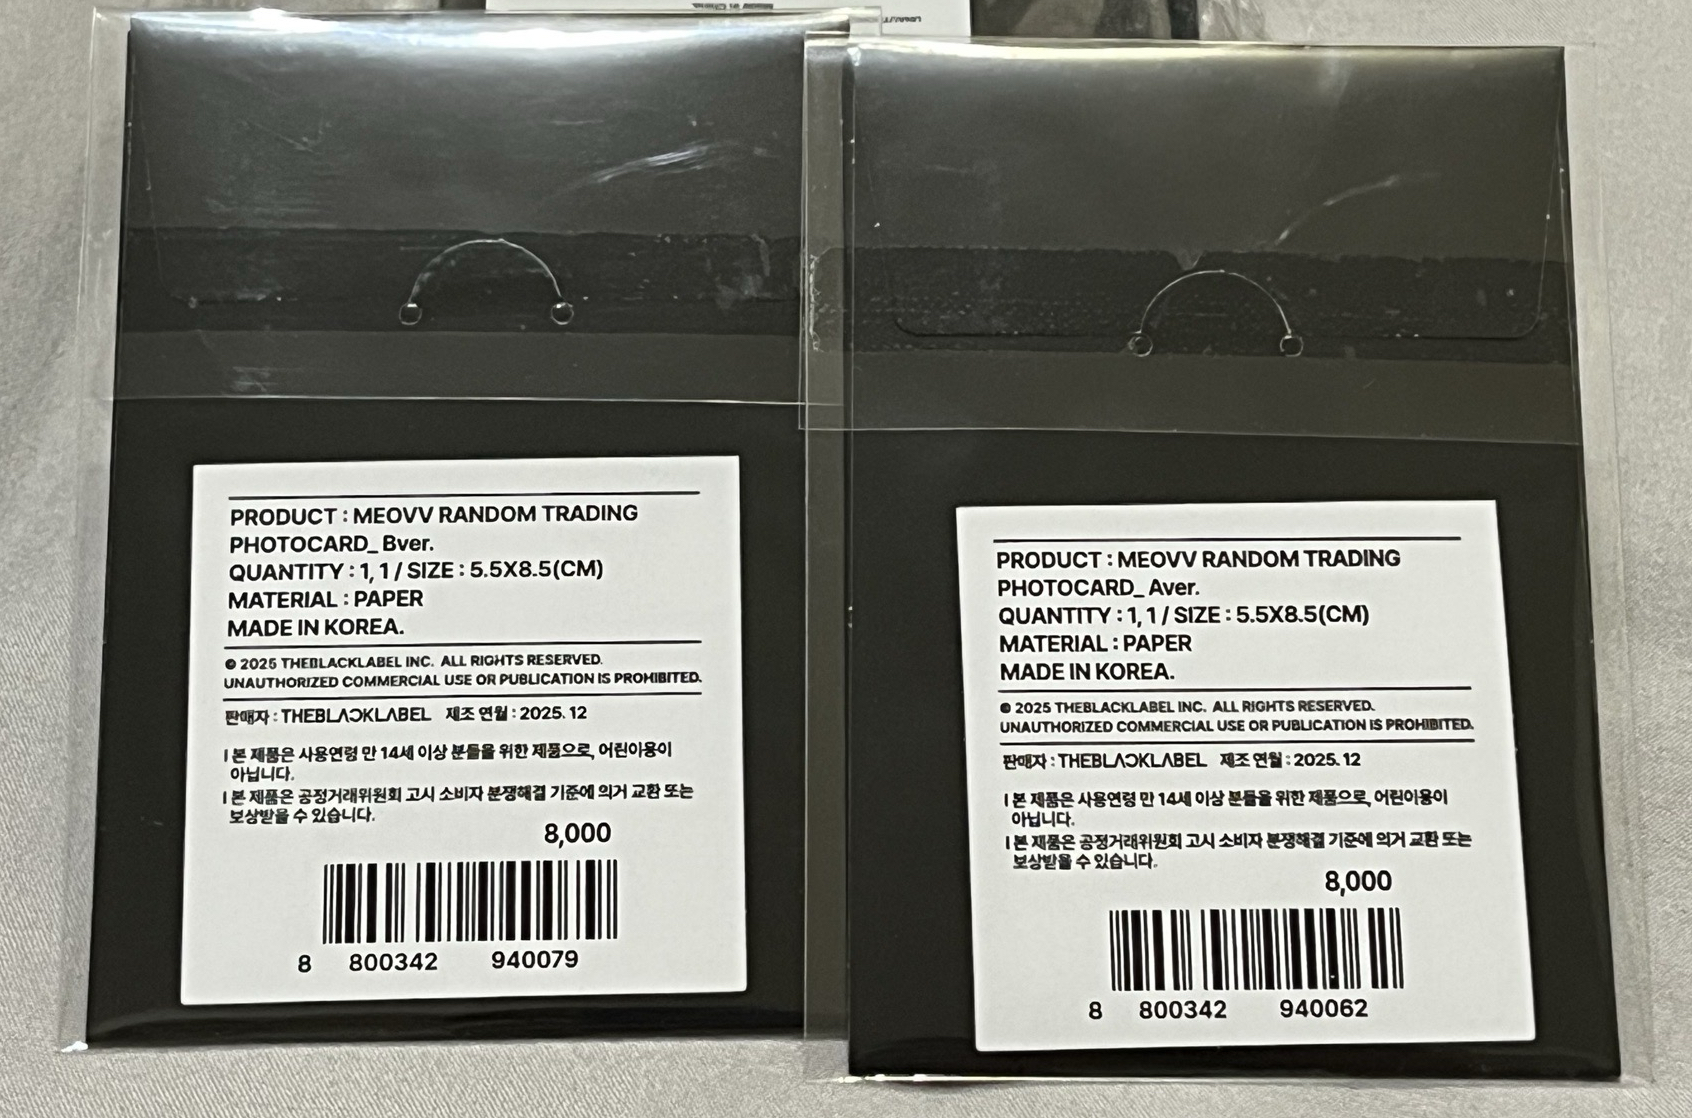 Made in China.
PRODUCT : MEOVV RANDOM TRADING
PHOTOCARD_ Bver.
QUANTITY : 1, 1 / SIZE : 5.5X8.5(CM)
MATERIAL : PAPER
MADE IN KOREA.
© 2025 THEBLACKLABEL INC. ALL RIGHTS RESERVED.
UNAUTHORIZED COMMERCIAL USE OR PUBLICATION IS PROHIBITED.
판매자 : THEBLACKLABEL 제조 연월 : 2025. 12
l 본 제품은 사용연령 만 14세 이상 분들을 위한 제품으로, 어린이용이
아닙니다.
l 본 제품은 공정거래위원회 고시 소비자 분쟁해결 기준에 의거 교환 또는
보상받을 수 있습니다.
8,000
8 800342 940079
PRODUCT : MEOVV RANDOM TRADING
PHOTOCARD_ Aver.
QUANTITY : 1, 1 / SIZE : 5.5X8.5(CM)
MATERIAL : PAPER
MADE IN KOREA.
© 2025 THEBLACKLABEL INC. ALL RIGHTS RESERVED.
UNAUTHORIZED COMMERCIAL USE OR PUBLICATION IS PROHIBITED.
판매자 : THEBLACKLABEL 제조 연월 : 2025. 12
l 본 제품은 사용연령 만 14세 이상 분들을 위한 제품으로, 어린이용이
아닙니다.
l 본 제품은 공정거래위원회 고시 소비자 분쟁해결 기준에 의거 교환 또는
보상받을 수 있습니다.
8,000
8 800342 940062